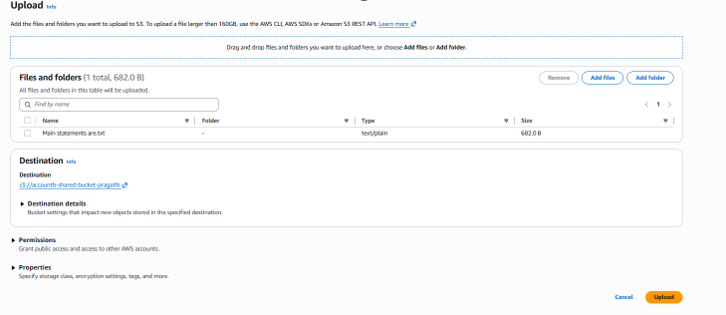 Upload Info
Add the files and folders you want to upload to S3. To upload a file larger than 160GB, use the AWS CLI, AWS SDKs or Amazon S3 REST API. Learn more
Drag and drop files and folders you want to upload here, or choose Add files or Add folder.
Files and folders (1 total, 682.0 B)
Remove
Add files
Add folder
All files and folders in this table will be uploaded.
Find by name
1
Name Folder Type Size
Main statements are.txt - text/plain 682.0 B
Destination Info
Destination
s3://accountb-shared-bucket-pragathi
Destination details
Bucket settings that impact new objects stored in the specified destination.
Permissions
Grant public access and access to other AWS accounts.
Properties
Specify storage class, encryption settings, tags, and more.
Cancel Upload